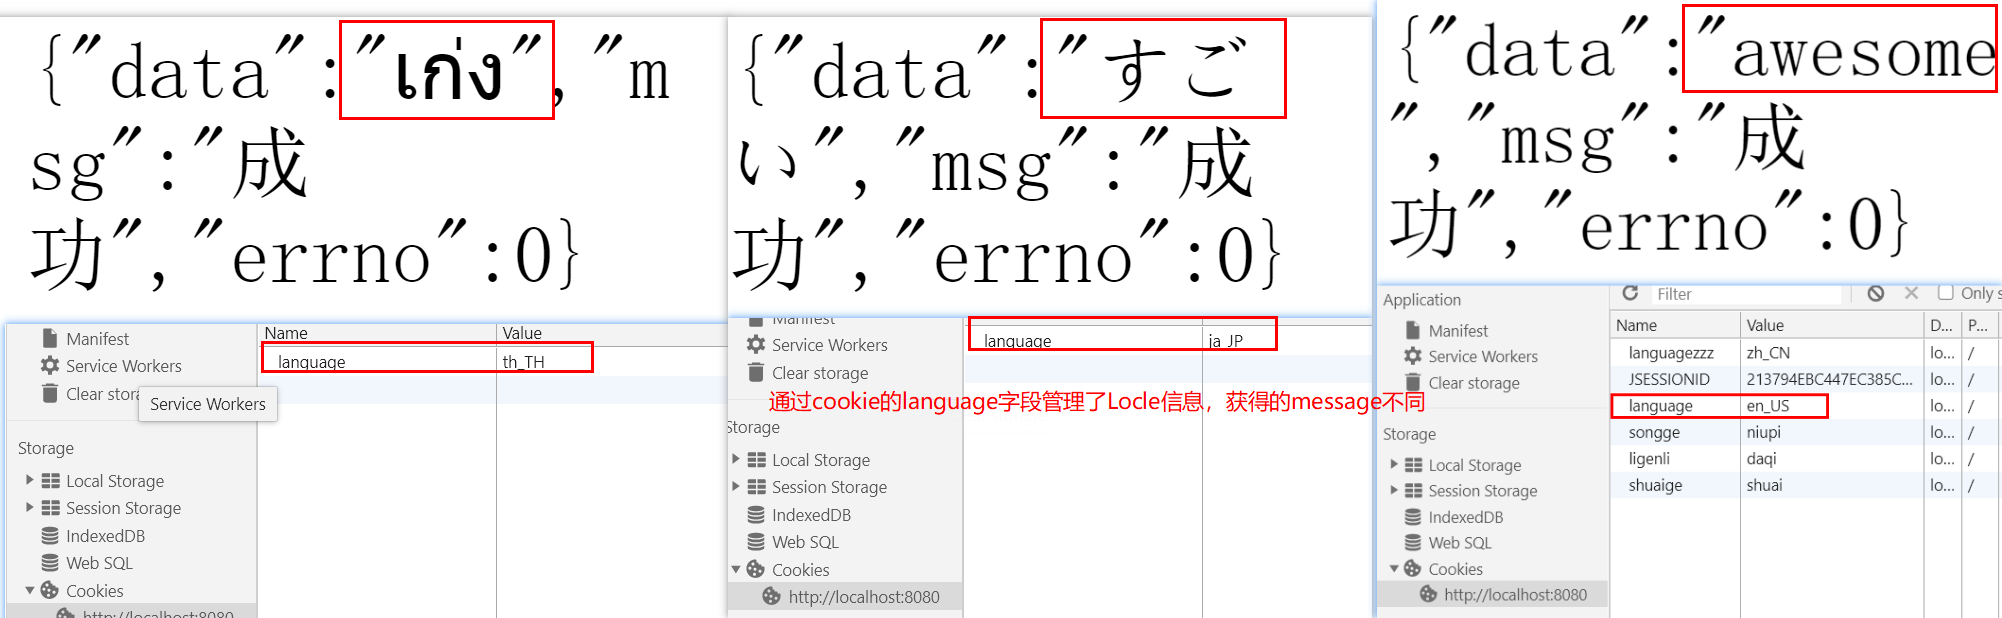 {"data":"เก่ง","m
sg":"成
功","errno":0}
Name Value
language th_TH
Manifest
Service Workers
Clear stora
Service Workers
Storage
Local Storage
Session Storage
IndexedDB
Web SQL
Cookies
http://localhost:8080
{"data":"すご
い","msg":"成
功","errno":0}
language ja_JP
Manifest
Service Workers
Clear storage
通过cookie的language字段管理了Locle信息，获得的message不同
Storage
Local Storage
Session Storage
IndexedDB
Web SQL
Cookies
http://localhost:8080
{"data":"awesome
","msg":"成
功","errno":0}
Application
Manifest
Service Workers
Clear storage
Storage
Local Storage
Session Storage
IndexedDB
Web SQL
Cookies
http://localhost:8080
Filter Only s
Name Value D... P...
languagezzz zh_CN lo... /
JSESSIONID 213794EBC447EC385C... lo... /
language en_US lo... /
songge niupi lo... /
ligenli daqi lo... /
shuaige shuai lo... /